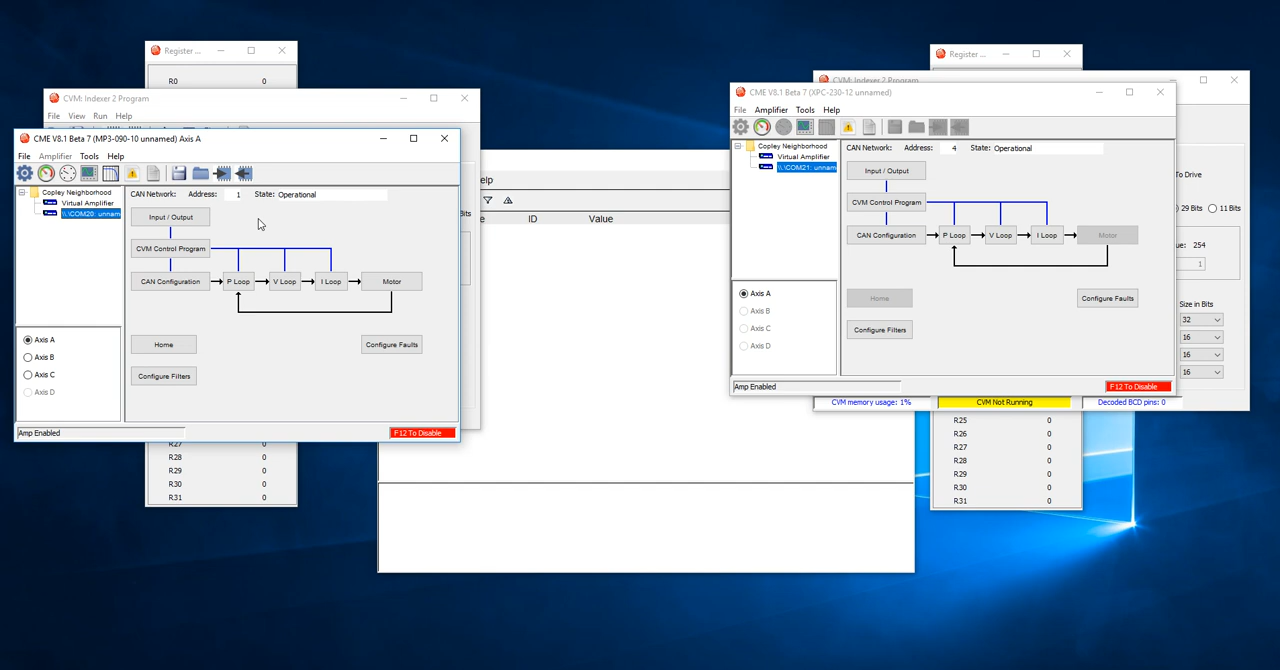 Register ...
R0 0
CVM: Indexer 2 Program
File View Run Help
CME V8.1 Beta 7 (MP3-090-10 unnamed) Axis A
File Amplifier Tools Help
Copley Neighborhood
Virtual Amplifier
\\.\COM20: unnam
CAN Network: Address: 1 State: Operational
Input / Output
CVM Control Program
CAN Configuration
P Loop
V Loop
I Loop
Motor
Axis A
Axis B
Axis C
Axis D
Home
Configure Faults
Configure Filters
Amp Enabled
F12 To Disable
R28 0
R29 0
R30 0
R31 0
Bits
elp
ID Value
Register ...
CVM: Indexer 2 Program
CME V8.1 Beta 7 (XPC-230-12 unnamed)
File Amplifier Tools Help
Copley Neighborhood
Virtual Amplifier
\\.\COM21: unnam
CAN Network: Address: 4 State: Operational
Input / Output
CVM Control Program
CAN Configuration
P Loop
V Loop
I Loop
Motor
Axis A
Axis B
Axis C
Axis D
Home
Configure Faults
Configure Filters
Amp Enabled
F12 To Disable
To Drive
29 Bits 11 Bits
ue: 254
1
Size in Bits
32
16
16
16
CVM memory usage: 1%
CVM Not Running
Decoded BCD pins: 0
R25 0
R26 0
R27 0
R28 0
R29 0
R30 0
R31 0